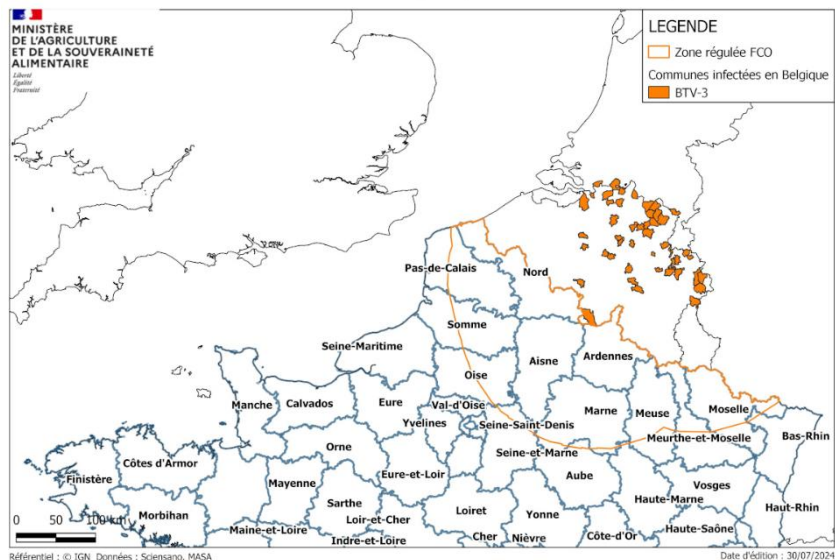 MINISTÈRE
DE L'AGRICULTURE
ET DE LA SOUVERAINETÉ
ALIMENTAIRE
Liberté
Égalité
Fraternité
LEGENDE
Zone régulée FCO
Communes infectées en Belgique
BTV-3
Pas-de-Calais
Nord
Somme
Seine-Maritime
Aisne
Ardennes
Oise
Manche
Calvados
Eure
Val-d'Oise
Marne
Meuse
Moselle
Yvelines
Seine-Saint-Denis
Meurthe-et-Moselle
Bas-Rhin
Orne
Seine-et-Marne
Côtes d'Armor
Finistère
Mayenne
Eure-et-Loir
Aube
Vosges
Haute-Marne
Sarthe
Haut-Rhin
Morbihan
Loir-et-Cher
Loiret
Yonne
Maine-et-Loire
Indre-et-Loire
Cher
Nièvre
Côte-d'Or
Haute-Saône
0 50 100 km
Référentiel : © IGN Données : Sciensano, MASA
Date d'édition : 30/07/2024